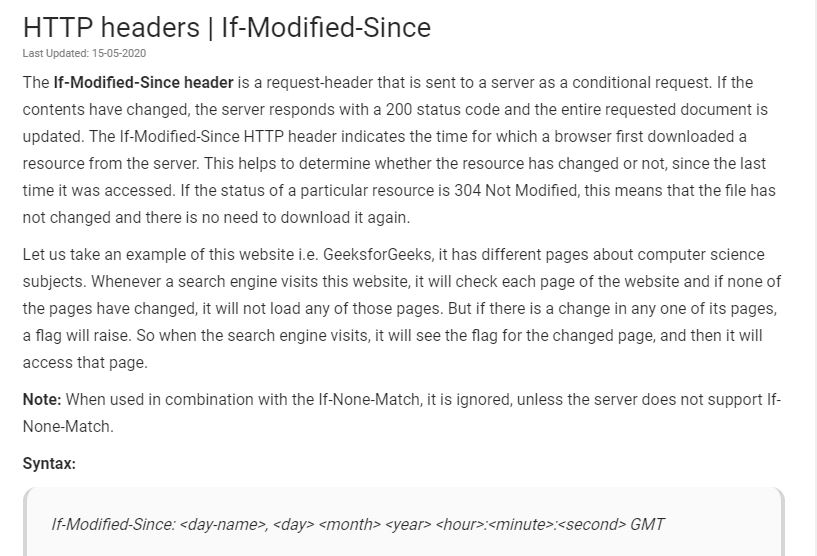 HTTP headers | If-Modified-Since
Last Updated: 15-05-2020
The If-Modified-Since header is a request-header that is sent to a server as a conditional request. If the
contents have changed, the server responds with a 200 status code and the entire requested document is
updated. The If-Modified-Since HTTP header indicates the time for which a browser first downloaded a
resource from the server. This helps to determine whether the resource has changed or not, since the last
time it was accessed. If the status of a particular resource is 304 Not Modified, this means that the file has
not changed and there is no need to download it again.
Let us take an example of this website i.e. GeeksforGeeks, it has different pages about computer science
subjects. Whenever a search engine visits this website, it will check each page of the website and if none of
the pages have changed, it will not load any of those pages. But if there is a change in any one of its pages,
a flag will raise. So when the search engine visits, it will see the flag for the changed page, and then it will
access that page.
Note: When used in combination with the If-None-Match, it is ignored, unless the server does not support If-
None-Match.
Syntax:
If-Modified-Since: <day-name>, <day> <month> <year> <hour>:<minute>:<second> GMT